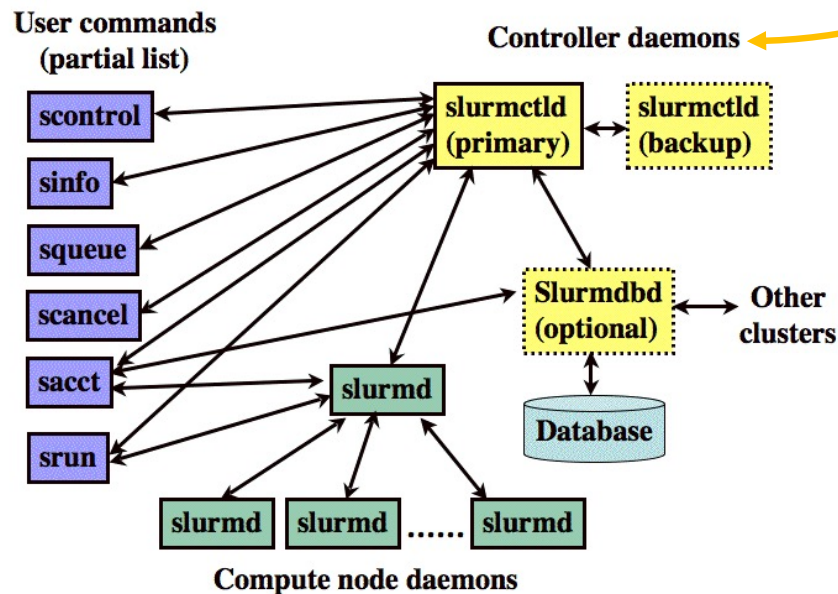 User commands
(partial list)
Controller daemons
scontrol
slurmctld
(primary)
slurmctld
(backup)
sinfo
squeue
scancel
Slurmdbd
(optional)
Other
clusters
sacct
slurmd
srun
Database
slurmd
slurmd
......
slurmd
Compute node daemons